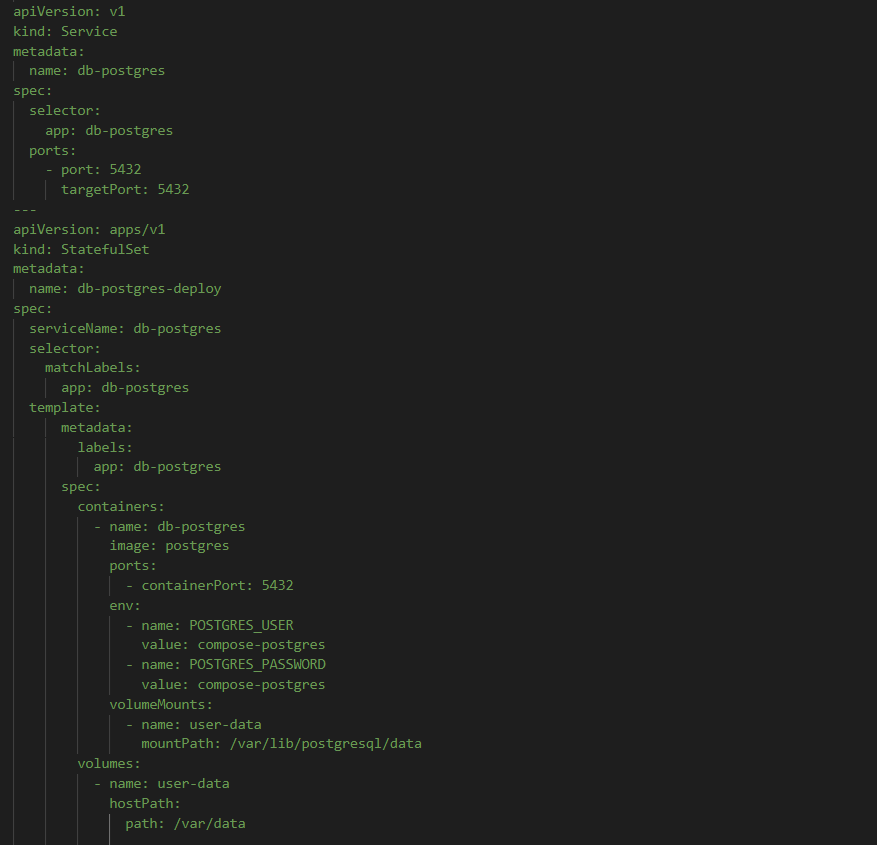 apiVersion: v1
kind: Service
metadata:
  name: db-postgres
spec:
  selector:
    app: db-postgres
  ports:
    - port: 5432
      targetPort: 5432
---
apiVersion: apps/v1
kind: StatefulSet
metadata:
  name: db-postgres-deploy
spec:
  serviceName: db-postgres
  selector:
    matchLabels:
      app: db-postgres
  template:
      metadata:
        labels:
          app: db-postgres
      spec:
        containers:
          - name: db-postgres
            image: postgres
            ports:
              - containerPort: 5432
            env:
              - name: POSTGRES_USER
                value: compose-postgres
              - name: POSTGRES_PASSWORD
                value: compose-postgres
            volumeMounts:
              - name: user-data
                mountPath: /var/lib/postgresql/data
        volumes:
          - name: user-data
            hostPath:
              path: /var/data